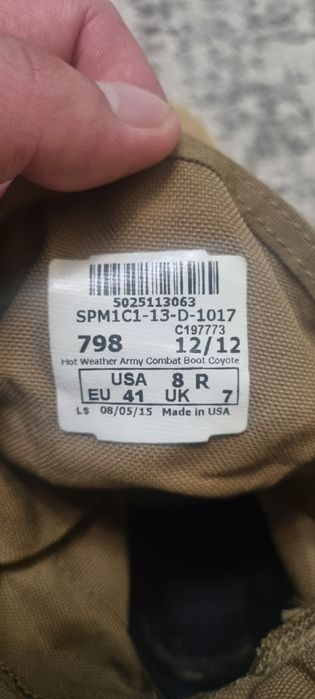 5025113063
SPM1C1-13-D-1017
C197773
798 12/12
Hot Weather Army Combat Boot Coyote
USA 8 R
EU 41 UK 7
LS 08/05/15 Made in USA